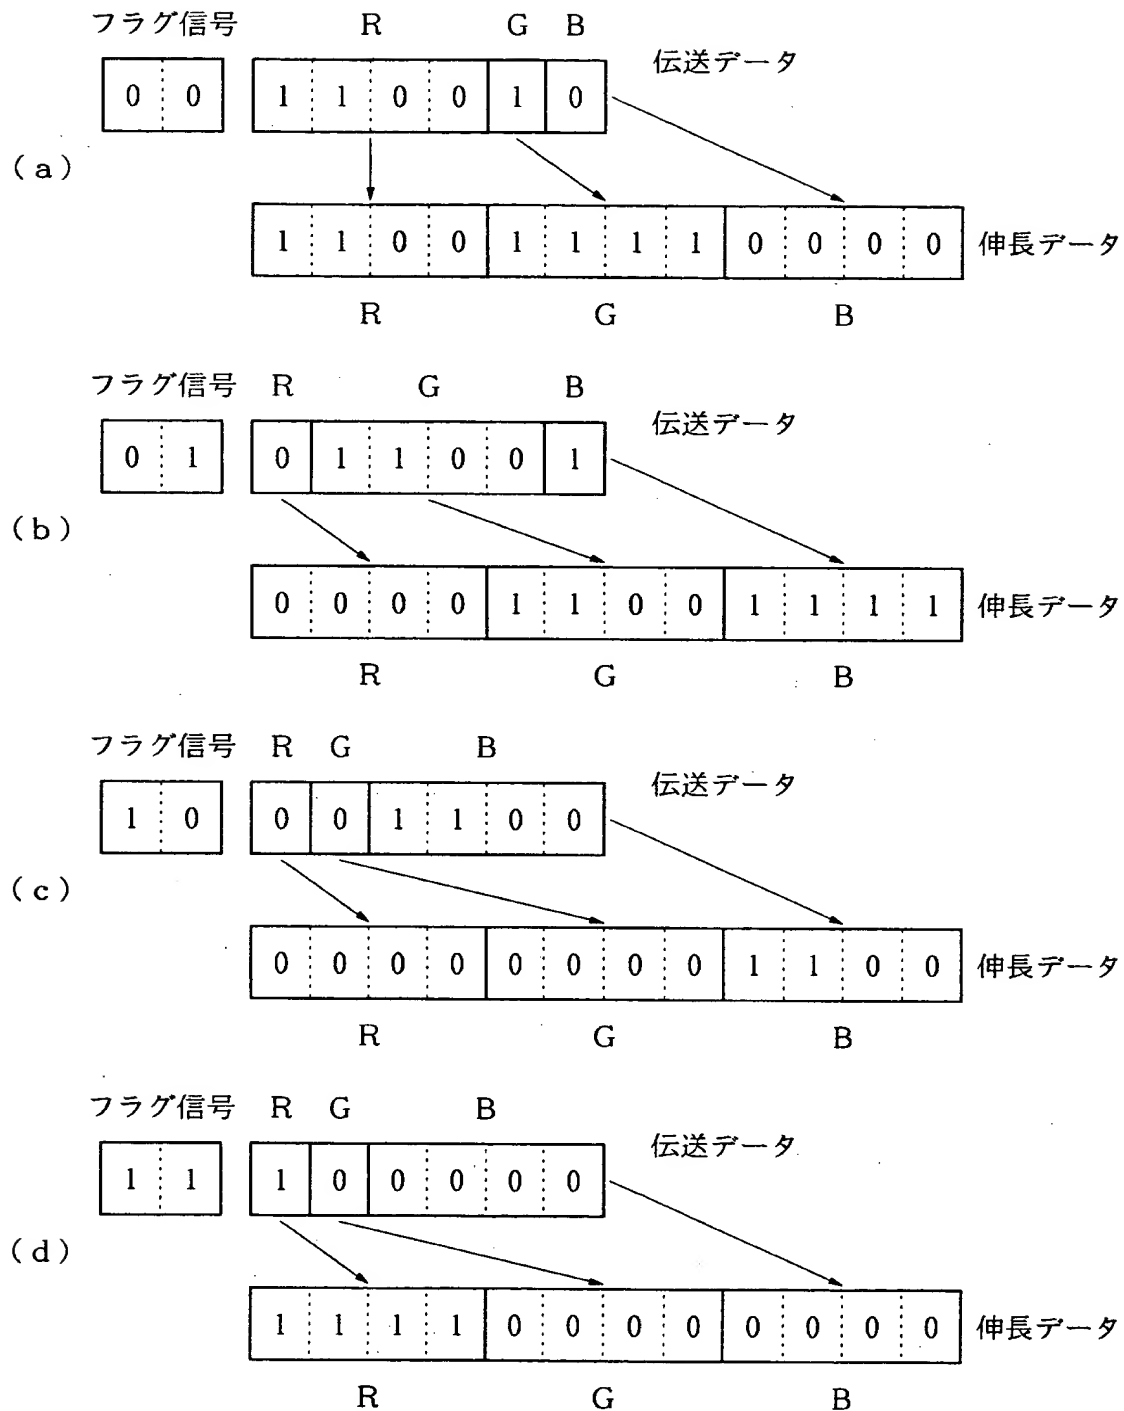 フラグ信号 R G B
0 0 1 1 0 0 1 0 伝送データ
(a)
1 1 0 0 1 1 1 1 0 0 0 0 伸長データ
R G B
フラグ信号 R G B
0 1 0 1 1 0 0 1 伝送データ
(b)
0 0 0 0 1 1 0 0 1 1 1 1 伸長データ
R G B
フラグ信号 R G B
1 0 0 0 1 1 0 0 伝送データ
(c)
0 0 0 0 0 0 0 0 1 1 0 0 伸長データ
R G B
フラグ信号 R G B
1 1 1 0 0 0 0 0 伝送データ
(d)
1 1 1 1 0 0 0 0 0 0 0 0 伸長データ
R G B